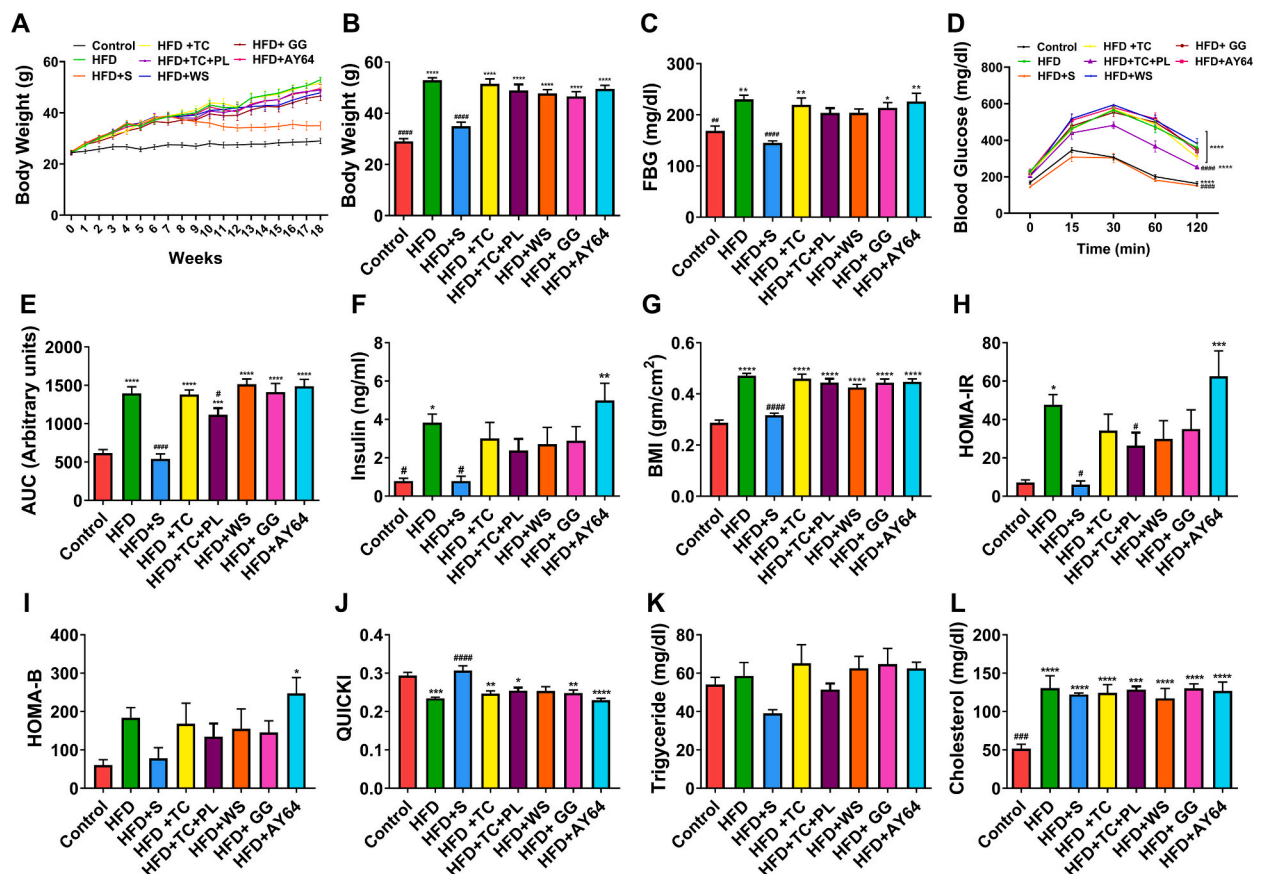 A
Body Weight (g)
60
40
20
0
Control
HFD
HFD+S
HFD +TC
HFD+TC+PL
HFD+WS
HFD+ GG
HFD+AY64
0 1 2 3 4 5 6 7 8 9 10 11 12 13 14 15 16 17 18
Weeks
B
Body Weight (g)
60
40
20
0
#### **** #### **** **** **** **** ****
Control HFD HFD+S HFD +TC HFD+TC+PL HFD+WS HFD+ GG HFD+AY64
C
FBG (mg/dl)
300
200
100
0
## ** #### ** * **
Control HFD HFD+S HFD +TC HFD+TC+PL HFD+WS HFD+ GG HFD+AY64
D
Blood Glucose (mg/dl)
800
600
400
200
0
Control
HFD
HFD+S
HFD +TC
HFD+TC+PL
HFD+WS
HFD+ GG
HFD+AY64
****
#### ****
****
####
0 15 30 60 120
Time (min)
E
AUC (Arbitrary units)
2000
1500
1000
500
0
**** #### **** # *** **** **** ****
Control HFD HFD+S HFD +TC HFD+TC+PL HFD+WS HFD+ GG HFD+AY64
F
Insulin (ng/ml)
8
6
4
2
0
# * # **
Control HFD HFD+S HFD +TC HFD+TC+PL HFD+WS HFD+ GG HFD+AY64
G
BMI (gm/cm²)
0.6
0.4
0.2
0.0
**** #### **** **** **** **** ****
Control HFD HFD+S HFD +TC HFD+TC+PL HFD+WS HFD+ GG HFD+AY64
H
HOMA-IR
80
60
40
20
0
* # # ***
Control HFD HFD+S HFD +TC HFD+TC+PL HFD+WS HFD+ GG HFD+AY64
I
HOMA-B
400
300
200
100
0
*
Control HFD HFD+S HFD +TC HFD+TC+PL HFD+WS HFD+ GG HFD+AY64
J
QUICKI
0.4
0.3
0.2
0.1
0.0
*** #### ** * ** ****
Control HFD HFD+S HFD +TC HFD+TC+PL HFD+WS HFD+ GG HFD+AY64
K
Trigyceride (mg/dl)
80
60
40
20
0
Control HFD HFD+S HFD +TC HFD+TC+PL HFD+WS HFD+ GG HFD+AY64
L
Cholesterol (mg/dl)
200
150
100
50
0
### **** **** **** *** **** **** ****
Control HFD HFD+S HFD +TC HFD+TC+PL HFD+WS HFD+ GG HFD+AY64